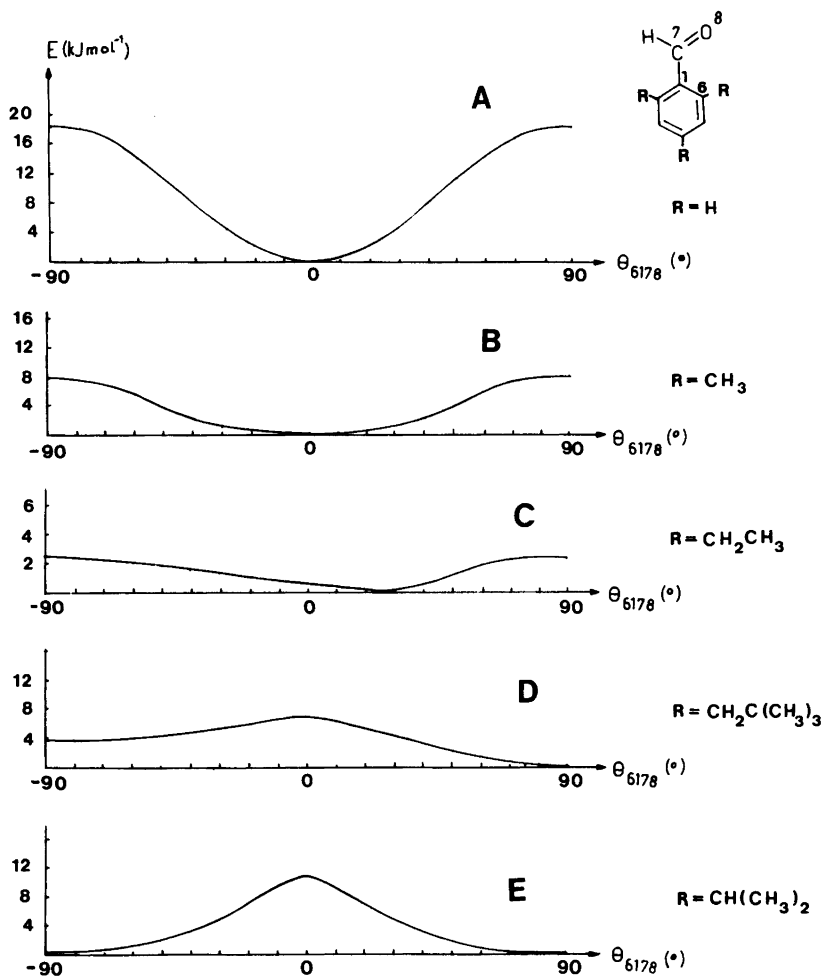 E (kJmol⁻¹)
A
20
16
12
8
4
-90
0
90
θ6178 (°)
H
7
C
O
8
1
6
R
R
R
R = H
B
16
12
8
4
-90
0
90
θ6178 (°)
R = CH3
C
6
4
2
-90
0
90
θ6178 (°)
R = CH2CH3
D
12
8
4
-90
0
90
θ6178 (°)
R = CH2C(CH3)3
E
12
8
4
-90
0
90
θ6178 (°)
R = CH(CH3)2